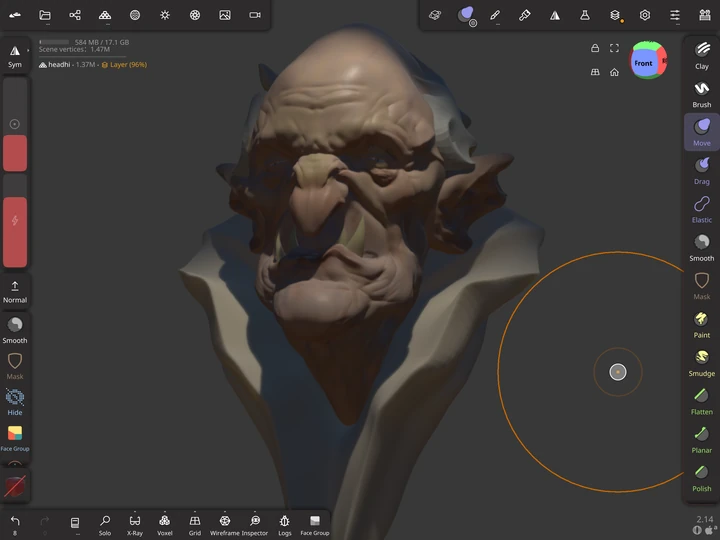 584 MB / 17.1 GB
Scene vertices: 1.47M
headhi - 1.37M - Layer (96%)
Front
Sym
Normal
Smooth
Mask
Hide
Face Group
Clay
Brush
Move
Drag
Elastic
Smooth
Mask
Paint
Smudge
Flatten
Planar
Polish
8
Solo
X-Ray
Voxel
Grid
Wireframe
Inspector
Logs
Face Group
2.14